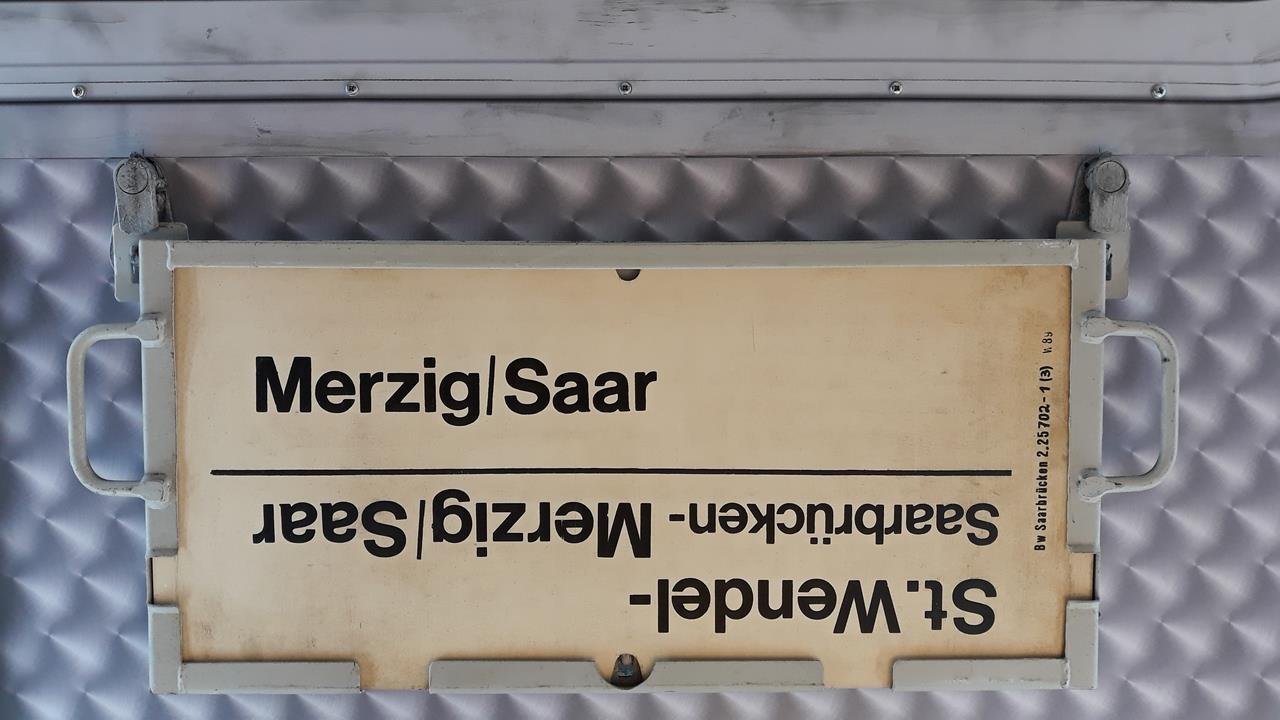 Merzig/Saar
St. Wendel-
Saarbrücken- Merzig/Saar
Bw Saarbrücken 2.25702-1 (3) V. 89